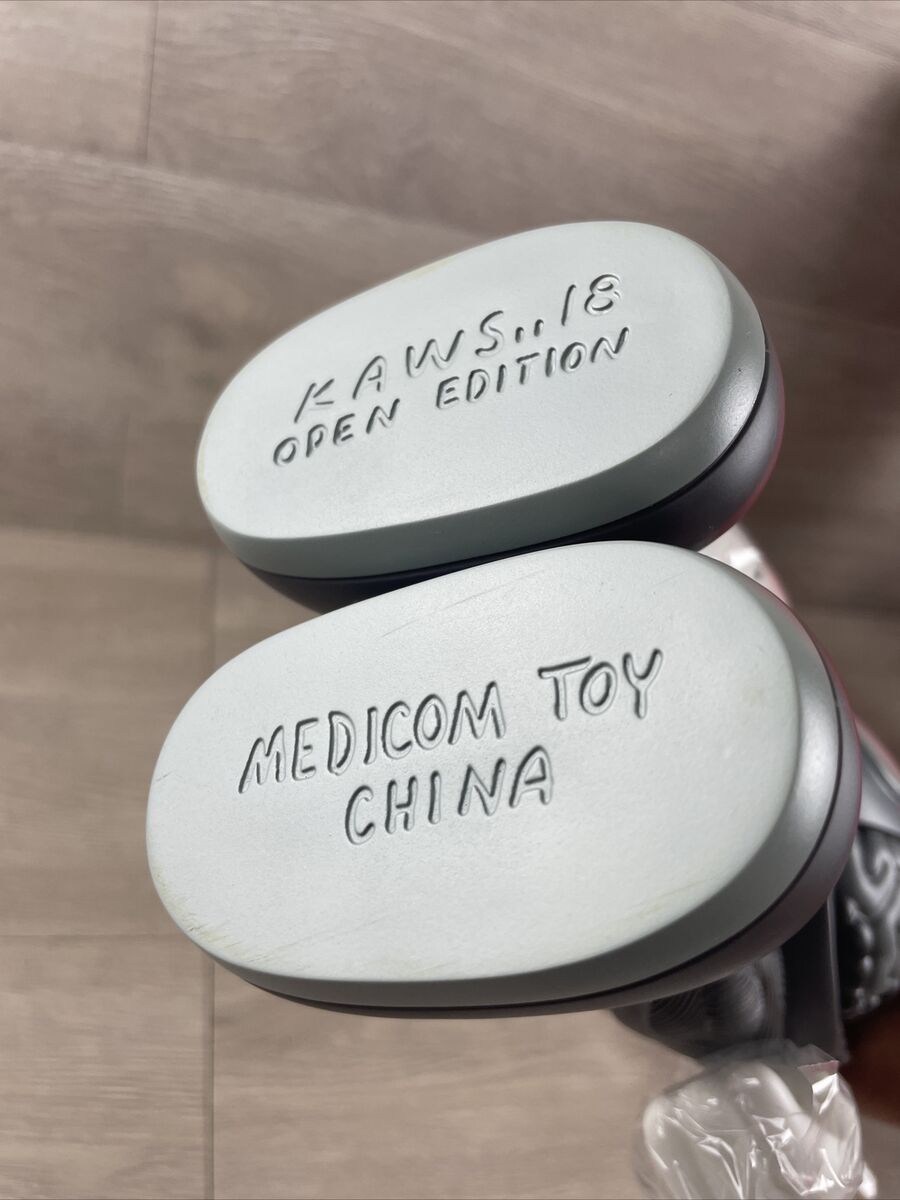 KAWS..18
OPEN EDITION
MEDICOM TOY
CHINA